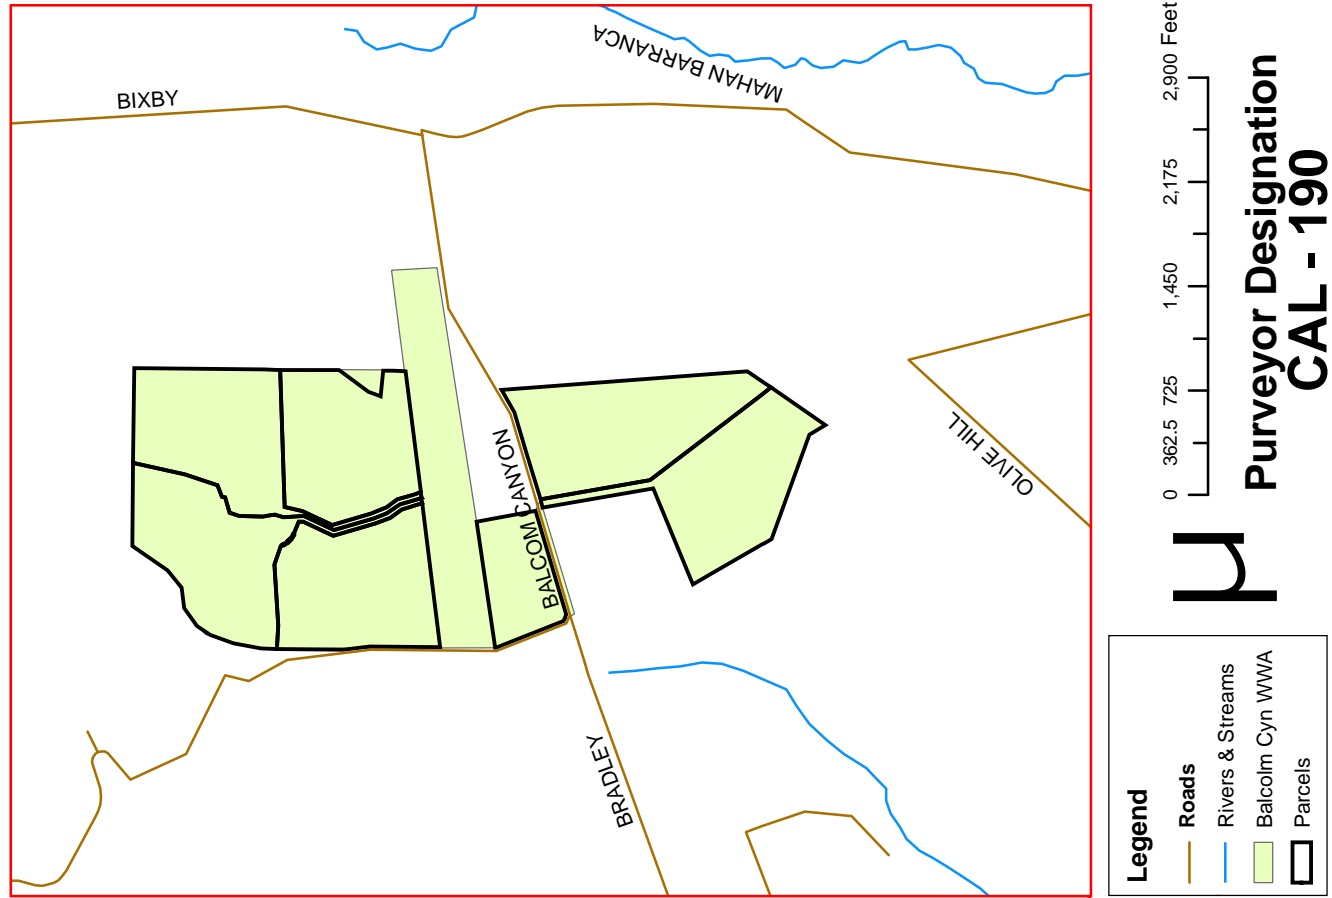 BIXBY
MAHAN BARRANCA
BALCOM CANYON
OLIVE HILL
BRADLEY
0 362.5 725 1,450 2,175 2,900 Feet
Purveyor Designation
CAL - 190
µ
Legend
Roads
Rivers & Streams
Balcolm Cyn WWA
Parcels